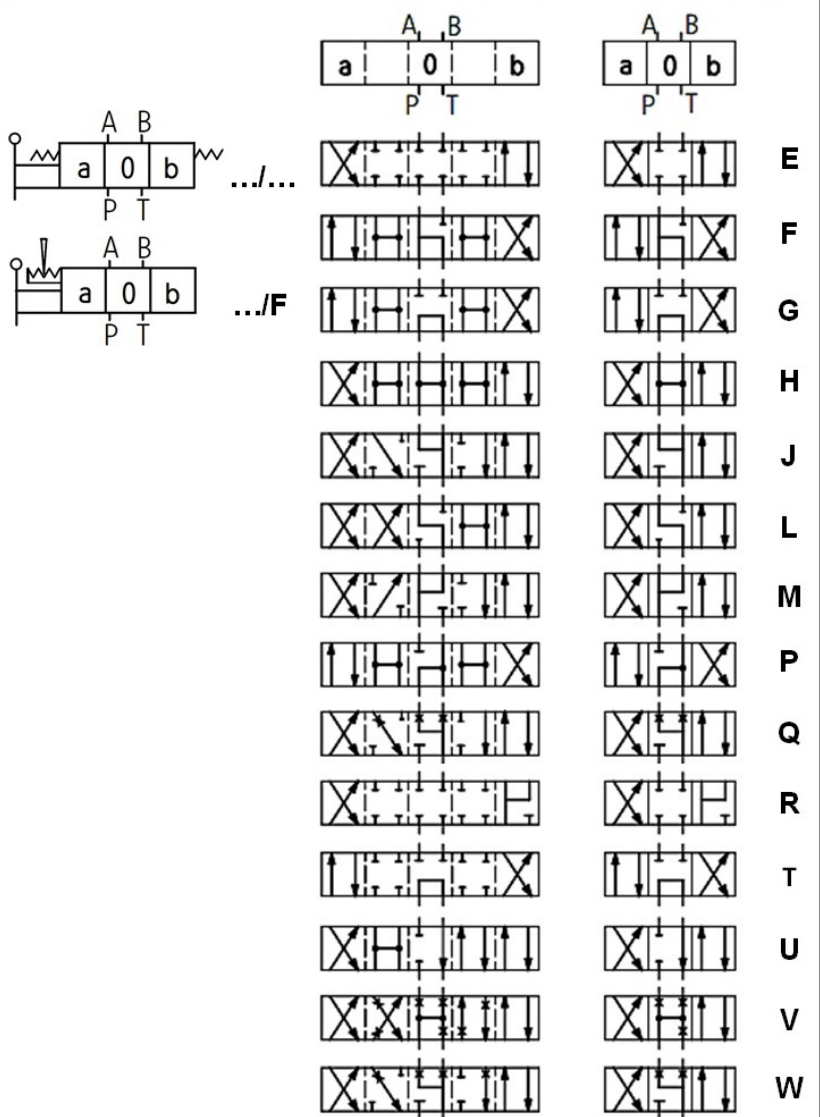 A B A B
a 0 b a 0 b
P T P T
A B
a 0 b …/…
P T
A B
a 0 b …/F
P T
E
F
G
H
J
L
M
P
Q
R
T
U
V
W